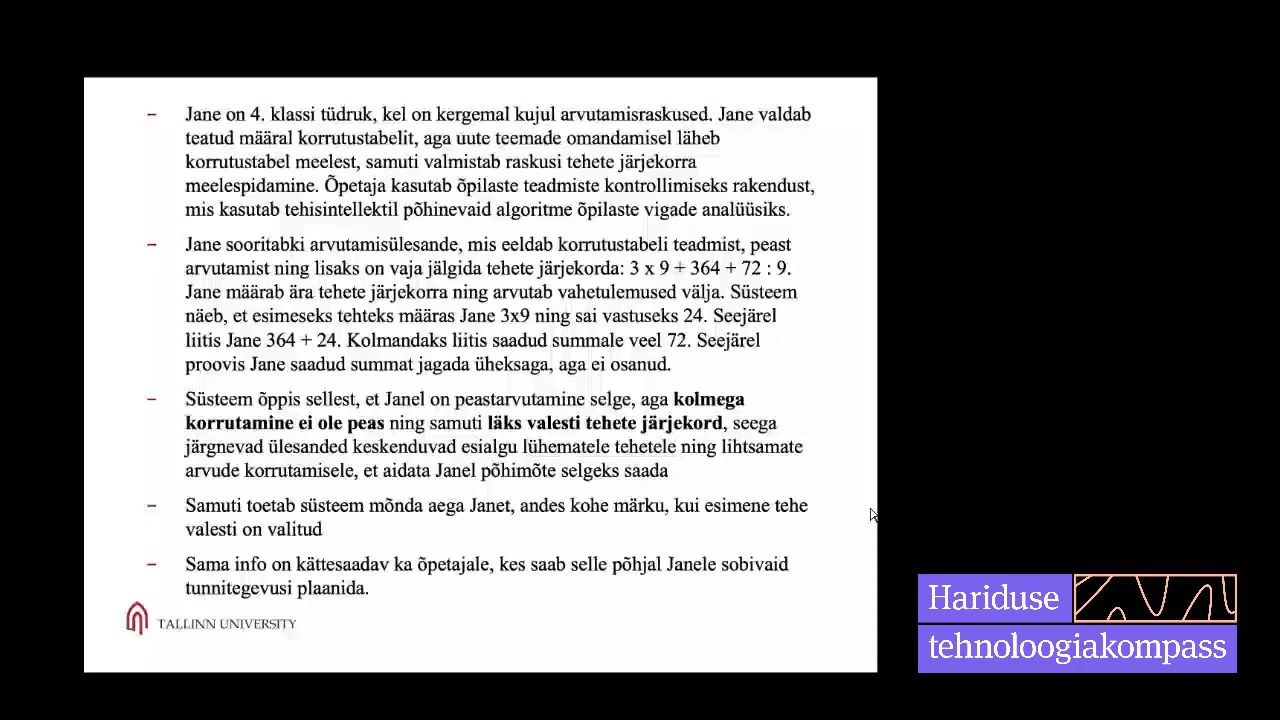 – Jane on 4. klassi tüdruk, kel on kergemal kujul arvutamisraskused. Jane valdab
teatud määral korrutustabelit, aga uute teemade omandamisel läheb
korrutustabel meelest, samuti valmistab raskusi tehete järjekorra
meelespidamine. Õpetaja kasutab õpilaste teadmiste kontrollimiseks rakendust,
mis kasutab tehisintellektil põhinevaid algoritme õpilaste vigade analüüsiks.
– Jane sooritabki arvutamisülesande, mis eeldab korrutustabeli teadmist, peast
arvutamist ning lisaks on vaja jälgida tehete järjekorda: 3 x 9 + 364 + 72 : 9.
Jane määrab ära tehete järjekorra ning arvutab vahetulemused välja. Süsteem
näeb, et esimeseks tehteks määras Jane 3x9 ning sai vastuseks 24. Seejärel
liitis Jane 364 + 24. Kolmandaks liitis saadud summale veel 72. Seejärel
proovis Jane saadud summat jagada üheksaga, aga ei osanud.
– Süsteem õppis sellest, et Janel on peastarvutamine selge, aga kolmega
korrutamine ei ole peas ning samuti läks valesti tehete järjekord, seega
järgnevad ülesanded keskenduvad esialgu lühematele tehetele ning lihtsamate
arvude korrutamisele, et aidata Janel põhimõte selgeks saada
– Samuti toetab süsteem mõnda aega Janet, andes kohe märku, kui esimene tehe
valesti on valitud
– Sama info on kättesaadav ka õpetajale, kes saab selle põhjal Janele sobivaid
tunnitegevusi plaanida.
TALLINN UNIVERSITY
Hariduse
tehnoloogiakompass